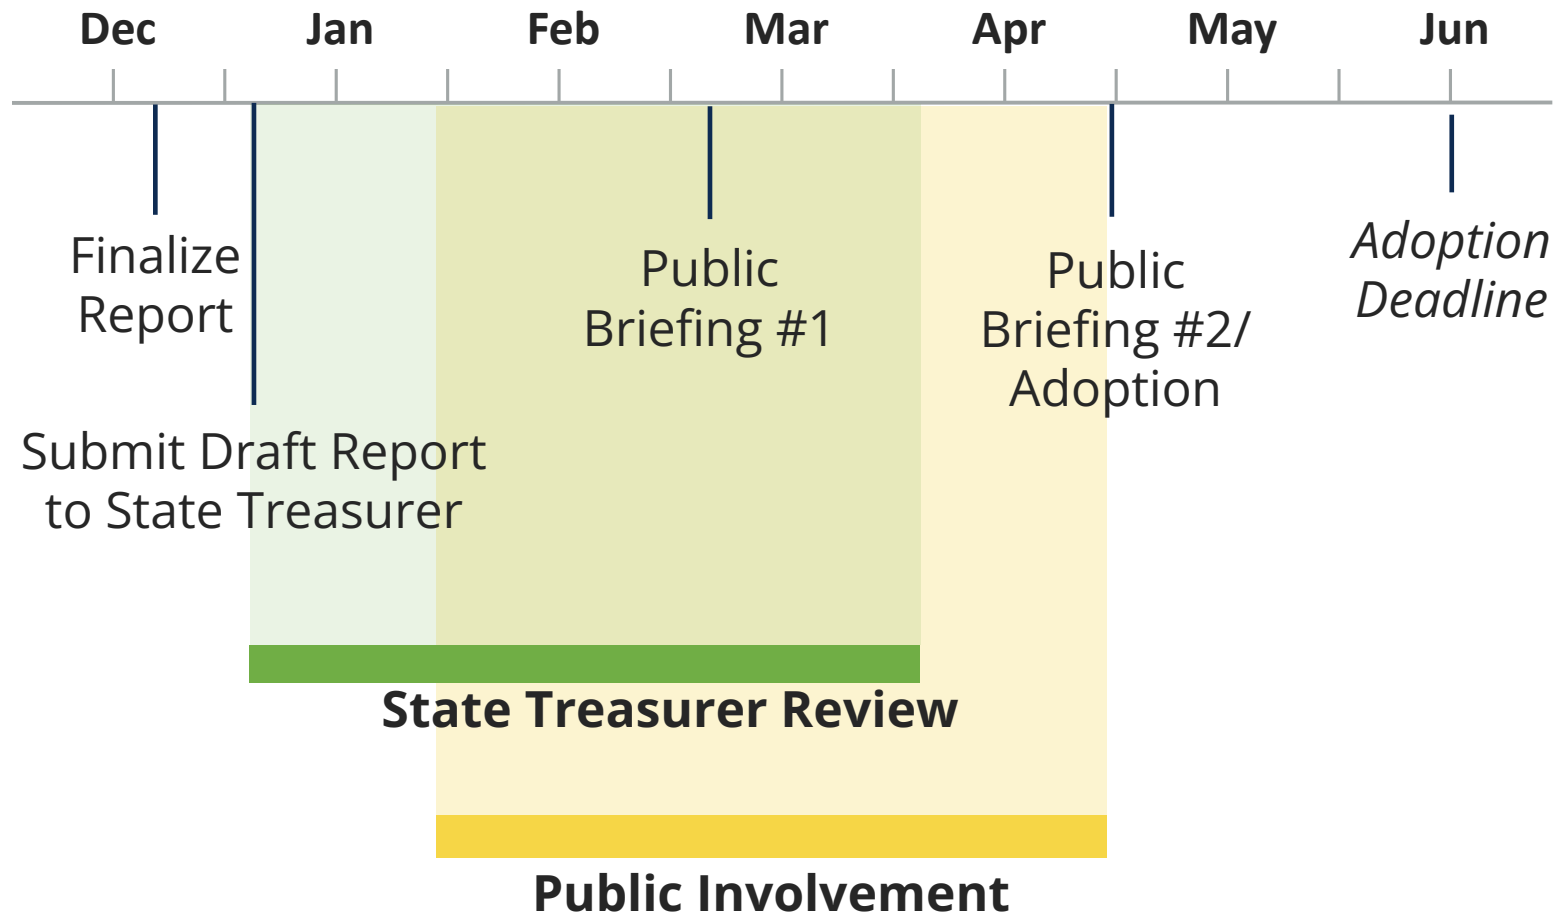 Dec Jan Feb Mar Apr May Jun
Finalize
Report
Submit Draft Report
to State Treasurer
Public
Briefing #1
Public
Briefing #2/
Adoption
Adoption
Deadline
State Treasurer Review
Public Involvement